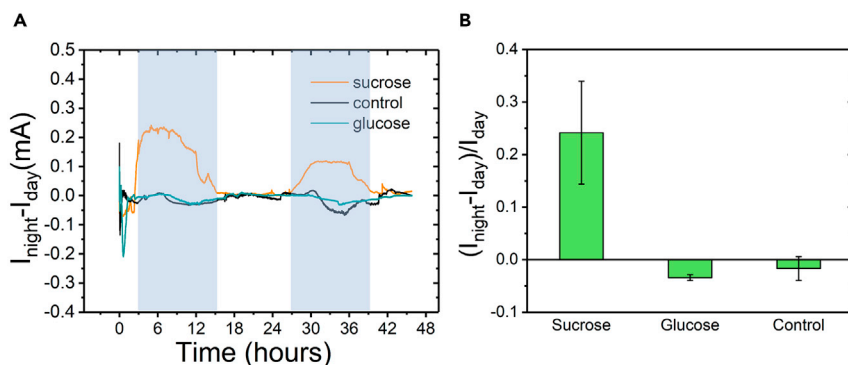 A
I_night-I_day(mA)
0.5
0.4
0.3
0.2
0.1
0.0
-0.1
-0.2
-0.3
-0.4
sucrose
control
glucose
0 6 12 18 24 30 36 42 48
Time (hours)
B
(I_night-I_day)/I_day
0.4
0.3
0.2
0.1
0.0
-0.1
Sucrose Glucose Control